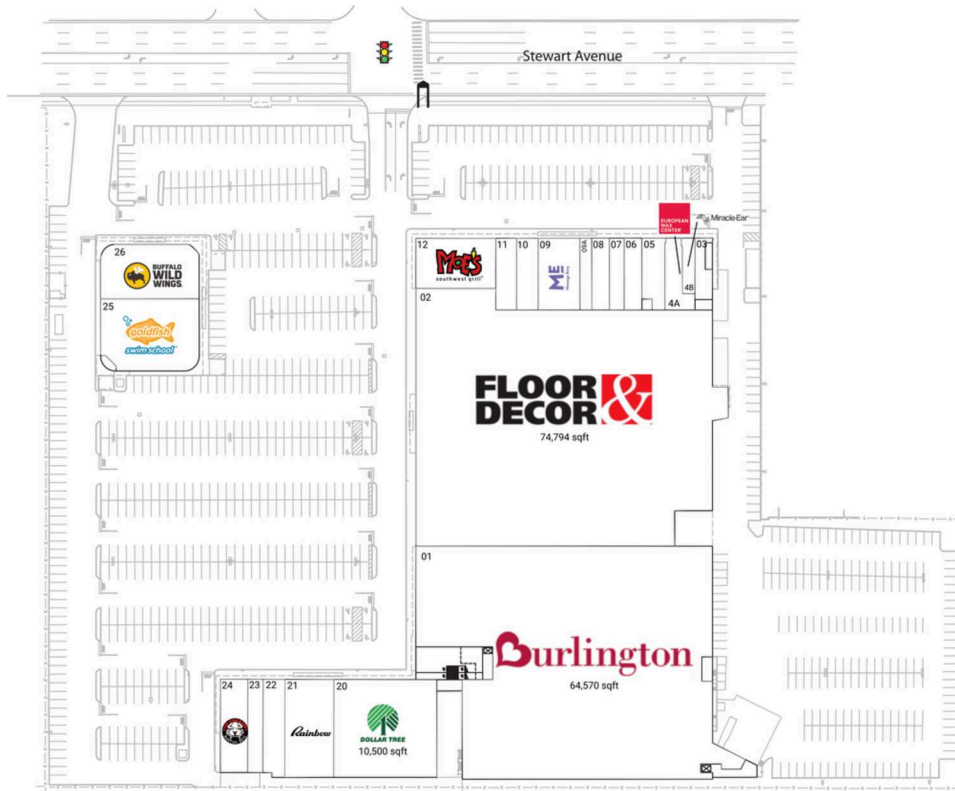 Stewart Avenue
EUROPEAN
WAX
CENTER
Miracle-Ear
12
MOE'S
southwest grill
11
10
09
ME
09A
08
07
06
05
03
4B
4A
02
FLOOR & DECOR
74,794 sqft
26
BUFFALO
WILD
WINGS
25
goldfish
swim school
01
Burlington
64,570 sqft
24
23
22
21
Rainbow
20
DOLLAR TREE
10,500 sqft